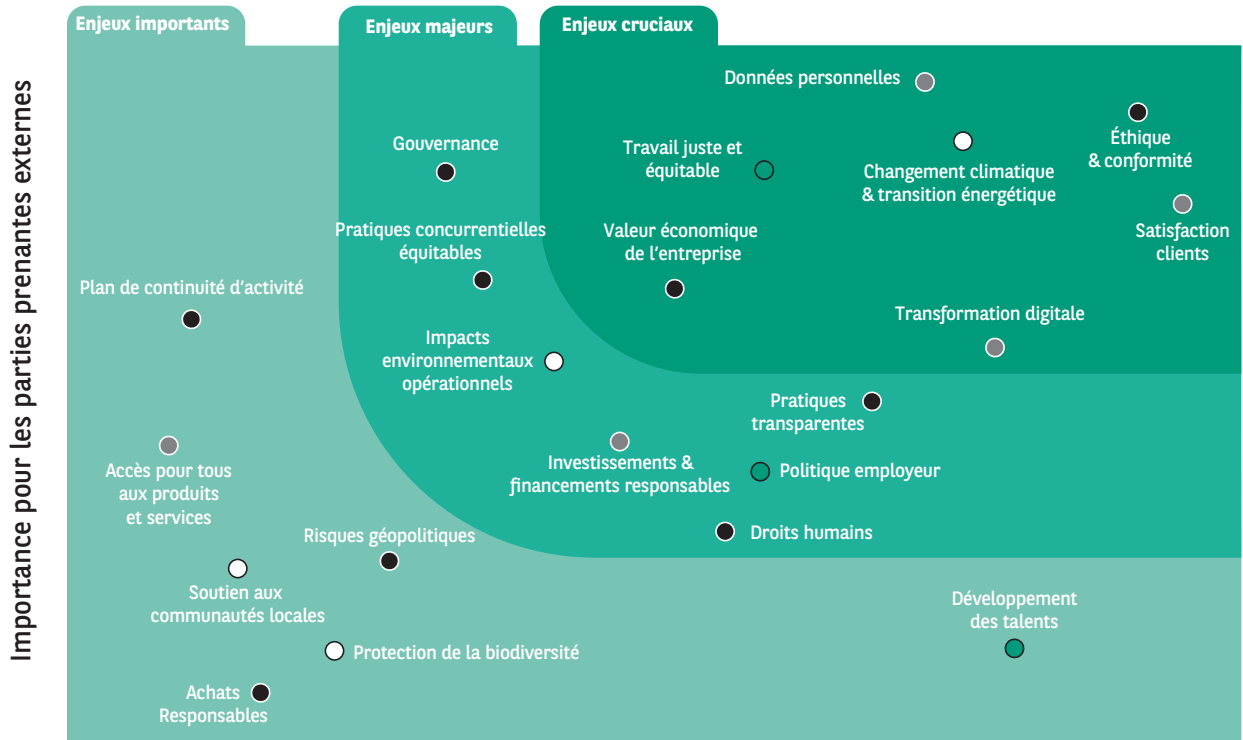 Enjeux importants
Enjeux majeurs
Enjeux cruciaux
Importance pour les parties prenantes externes
Données personnelles
Éthique
& conformité
Gouvernance
Travail juste et
équitable
Changement climatique
& transition énergétique
Pratiques concurrentielles
équitables
Valeur économique
de l'entreprise
Satisfaction
clients
Plan de continuité d'activité
Transformation digitale
Impacts
environnementaux
opérationnels
Pratiques
transparentes
Accès pour tous
aux produits
et services
Investissements &
financements responsables
Politique employeur
Risques géopolitiques
Droits humains
Soutien aux
communautés locales
Développement
des talents
Protection de la biodiversité
Achats
Responsables